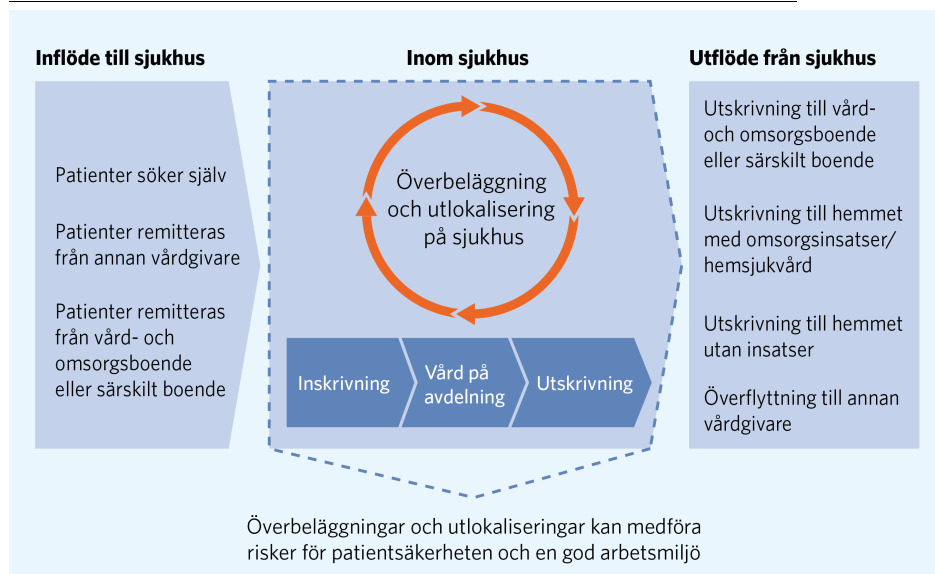 Inflöde till sjukhus
Patienter söker själv
Patienter remitteras
från annan vårdgivare
Patienter remitteras
från vård- och
omsorgsboende
eller särskilt boende
Inom sjukhus
Överbeläggning
och utlokalisering
på sjukhus
Inskrivning
Vård på
avdelning
Utskrivning
Utflöde från sjukhus
Utskrivning till vård-
och omsorgsboende
eller särskilt boende
Utskrivning till hemmet
med omsorgsinsatser/
hemsjukvård
Utskrivning till hemmet
utan insatser
Överflyttning till annan
vårdgivare
Överbeläggningar och utlokaliseringar kan medföra
risker för patientsäkerheten och en god arbetsmiljö